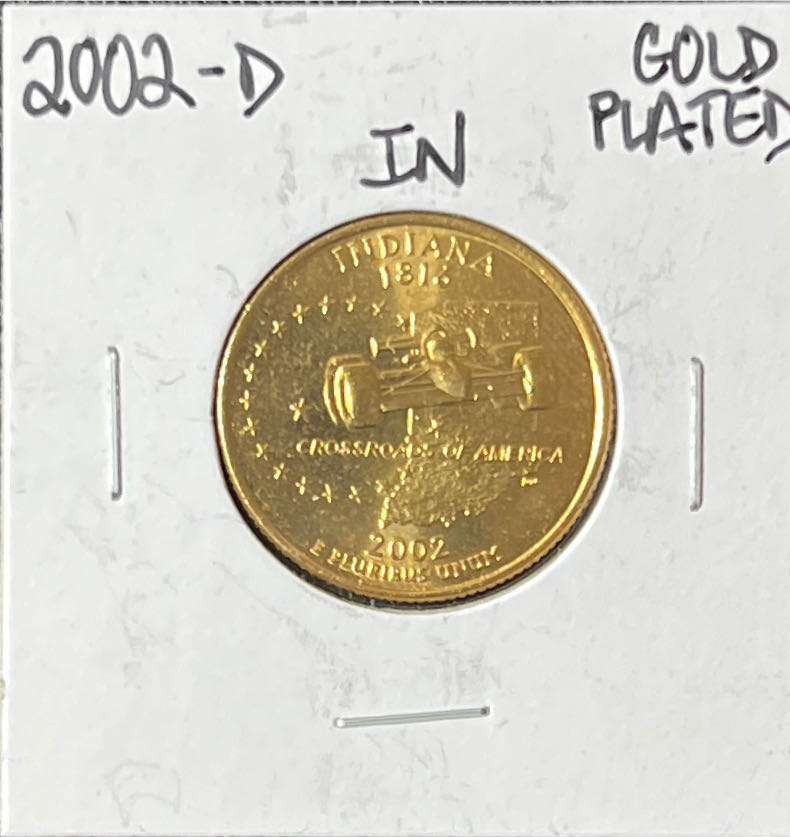 2002-D
GOLD
PLATED
IN
INDIANA
1816
CROSSROADS OF AMERICA
2002
E PLURIBUS UNUM